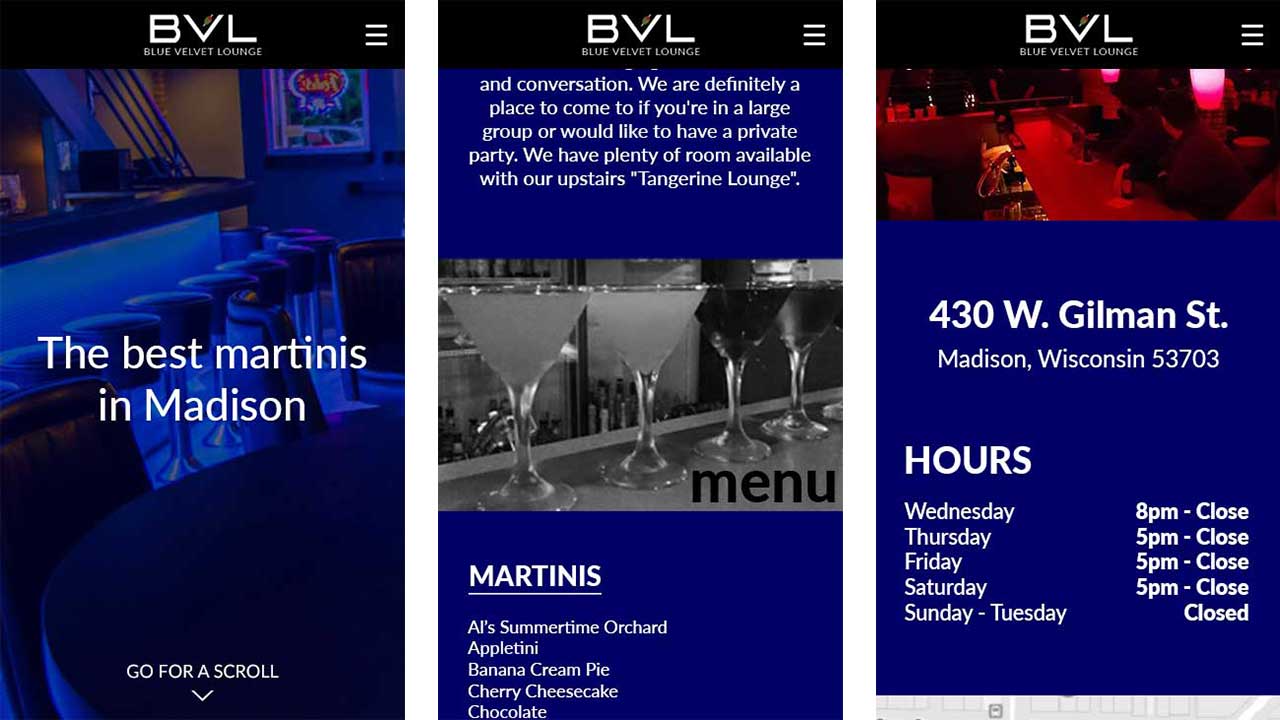 BVL
BLUE VELVET LOUNGE
The best martinis
in Madison
GO FOR A SCROLL
BVL
BLUE VELVET LOUNGE
and conversation. We are definitely a
place to come to if you're in a large
group or would like to have a private
party. We have plenty of room available
with our upstairs "Tangerine Lounge".
menu
MARTINIS
Al's Summertime Orchard
Appletini
Banana Cream Pie
Cherry Cheesecake
Chocolate
BVL
BLUE VELVET LOUNGE
430 W. Gilman St.
Madison, Wisconsin 53703
HOURS
Wednesday 8pm - Close
Thursday 5pm - Close
Friday 5pm - Close
Saturday 5pm - Close
Sunday - Tuesday Closed